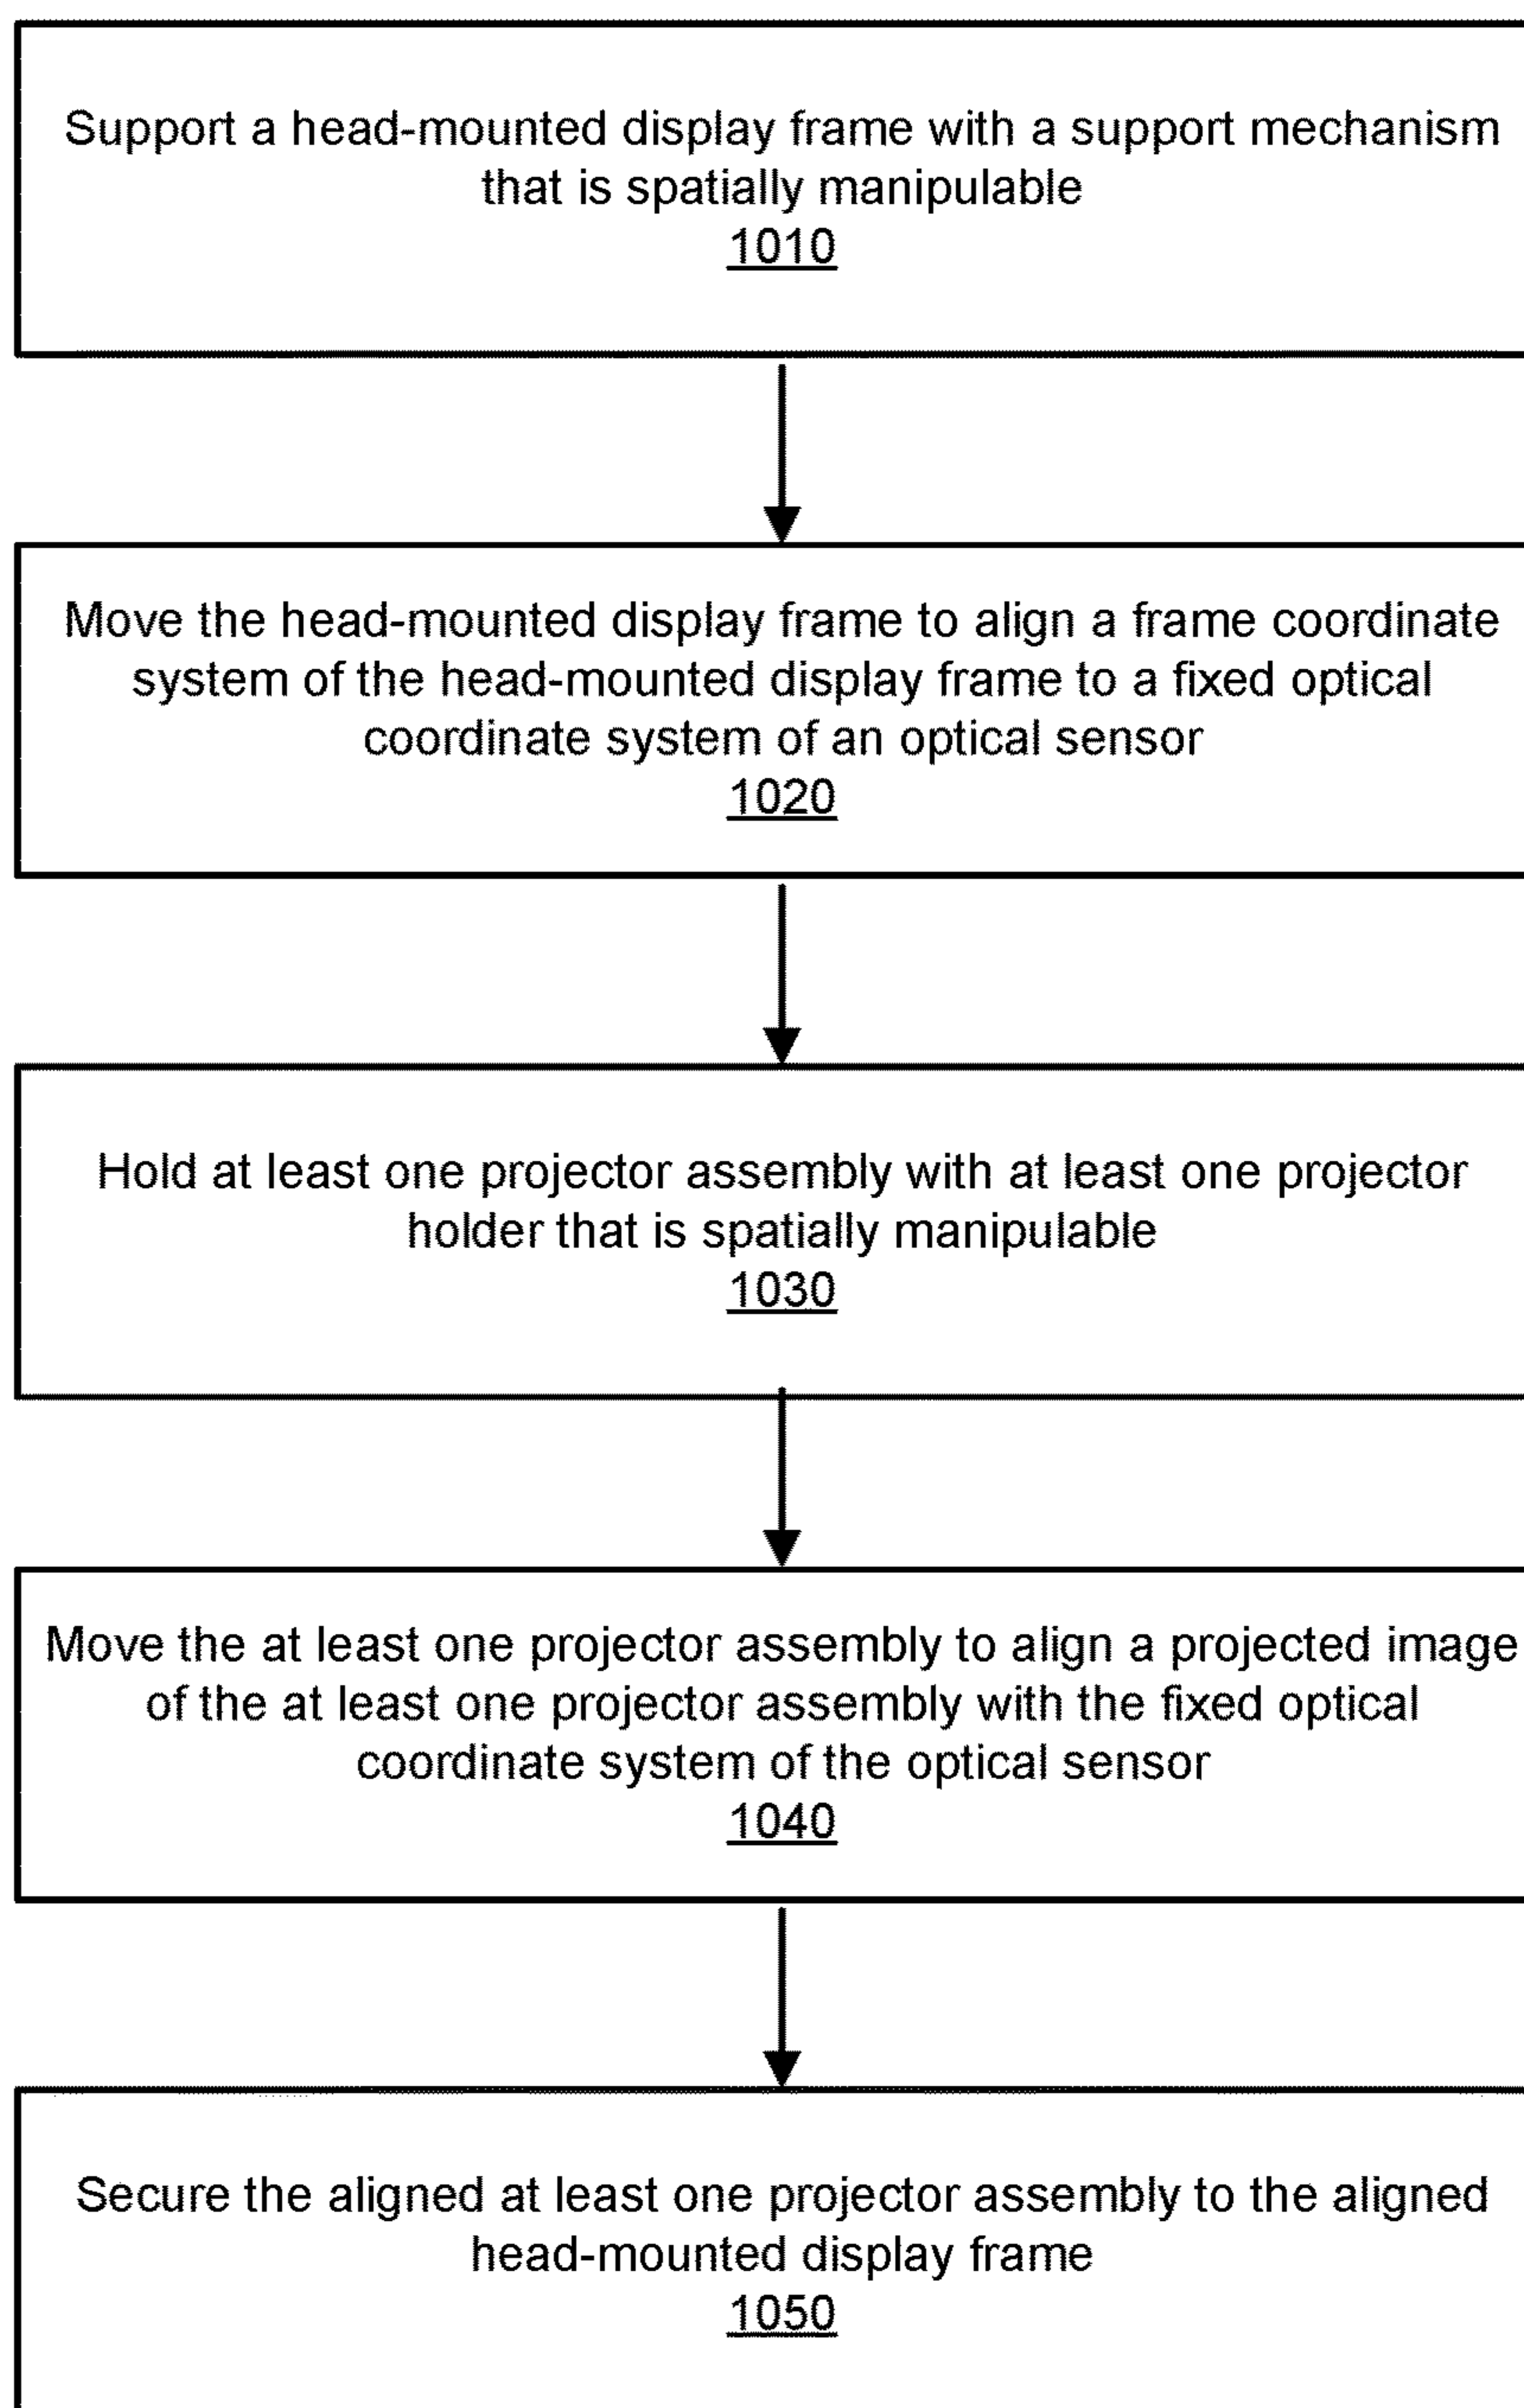 Support a head-mounted display frame with a support mechanism
that is spatially manipulable
1010
Move the head-mounted display frame to align a frame coordinate
system of the head-mounted display frame to a fixed optical
coordinate system of an optical sensor
1020
Hold at least one projector assembly with at least one projector
holder that is spatially manipulable
1030
Move the at least one projector assembly to align a projected image
of the at least one projector assembly with the fixed optical
coordinate system of the optical sensor
1040
Secure the aligned at least one projector assembly to the aligned
head-mounted display frame
1050